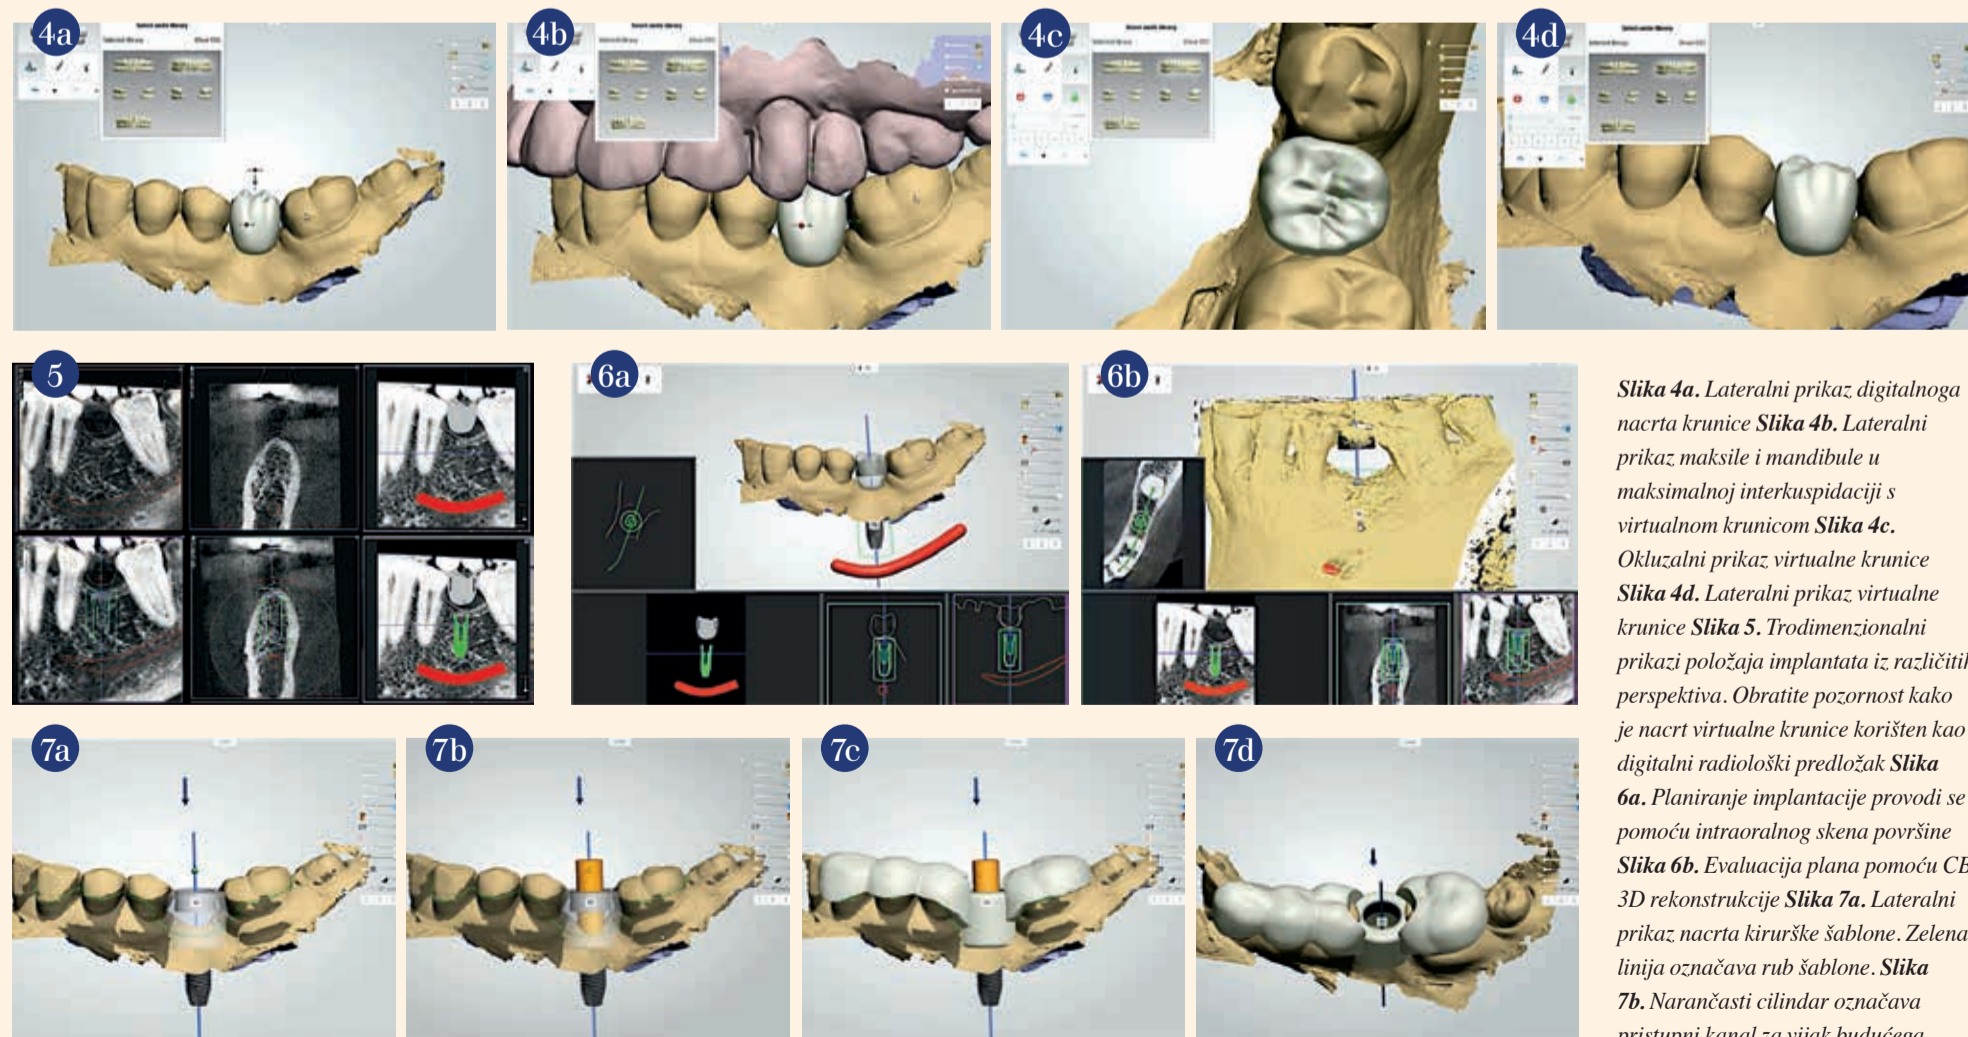 4a
4b
4c
4d
5
6a
6b
7a
7b
7c
7d
Slika 4a. Lateralni prikaz digitalnoga
nacrta krunice Slika 4b. Lateralni
prikaz maksile i mandibule u
maksimalnoj interkuspidaciji s
virtualnom krunicom Slika 4c.
Okluzalni prikaz virtualne krunice
Slika 4d. Lateralni prikaz virtualne
krunice Slika 5. Trodimenzionalni
prikazi položaja implantata iz različitih
perspektiva. Obratite pozornost kako
je nacrt virtualne krunice korišten kao
digitalni radiološki predložak Slika
6a. Planiranje implantacije provodi se
pomoću intraoralnog skena površine
Slika 6b. Evaluacija plana pomoću CB
3D rekonstrukcije Slika 7a. Lateralni
prikaz nacrta kirurške šablone. Zelena
linija označava rub šablone. Slika
7b. Narančasti cilindar označava
pristupni kanal za vijak budućega